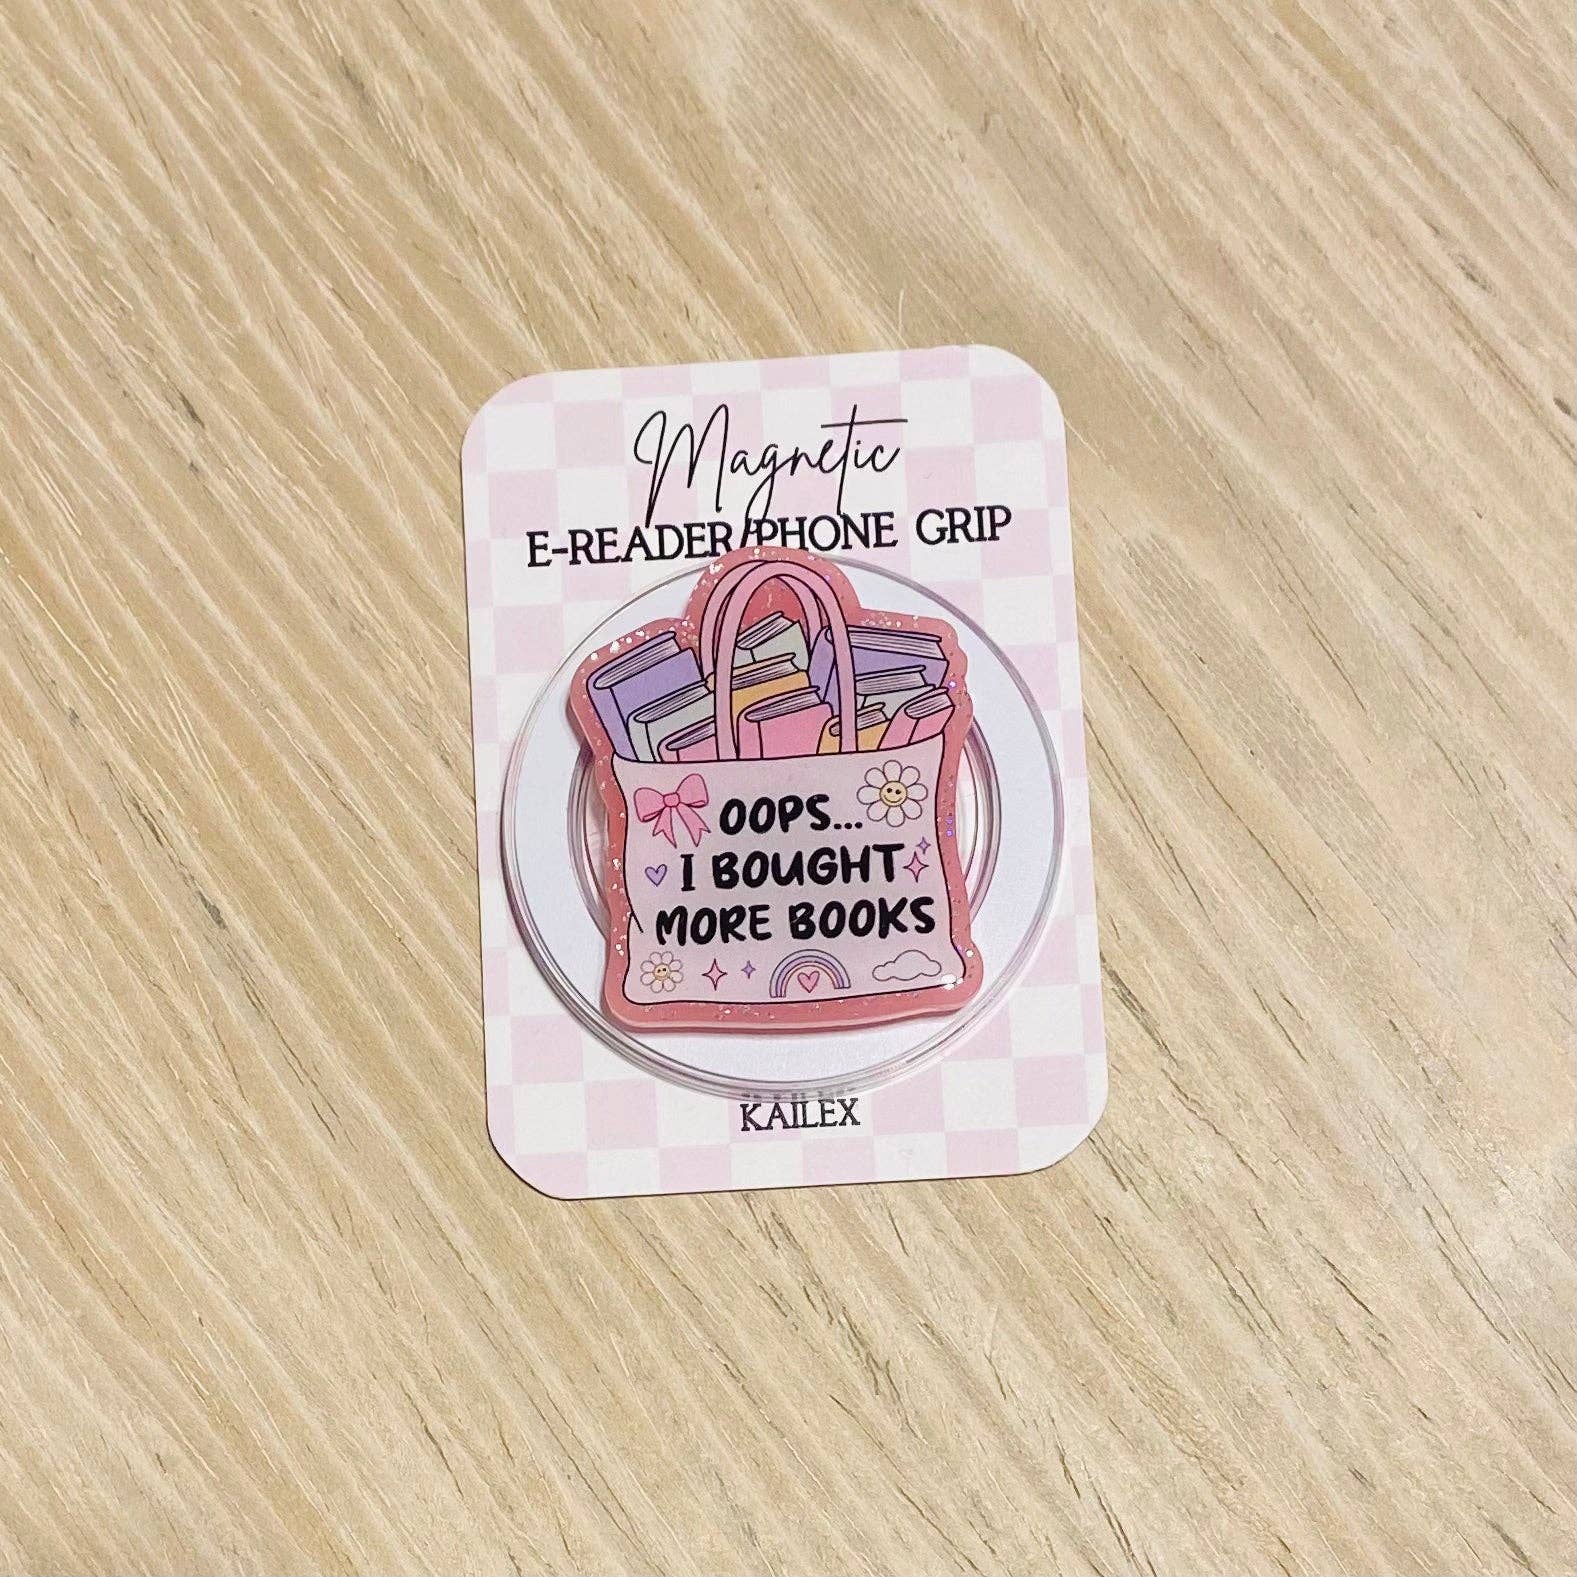 Magnetic
E-READER/PHONE GRIP
OOPS...
I BOUGHT
MORE BOOKS
KAILEX